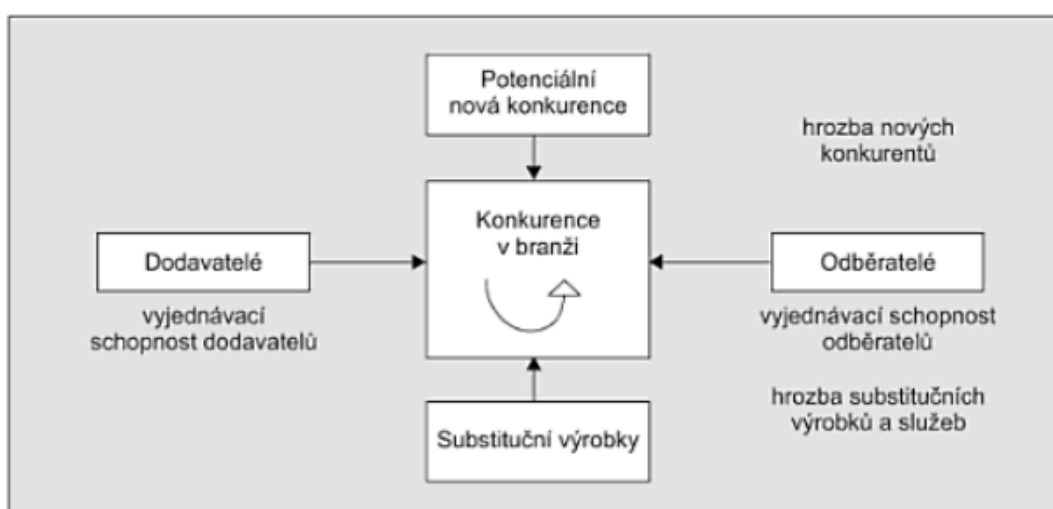 Potenciální
nová konkurence
hrozba nových
konkurentů
Konkurence
v branži
Dodavatelé
Odběratelé
vyjednávací
schopnost dodavatelů
vyjednávací schopnost
odběratelů
hrozba substitučních
výrobků a služeb
Substituční výrobky